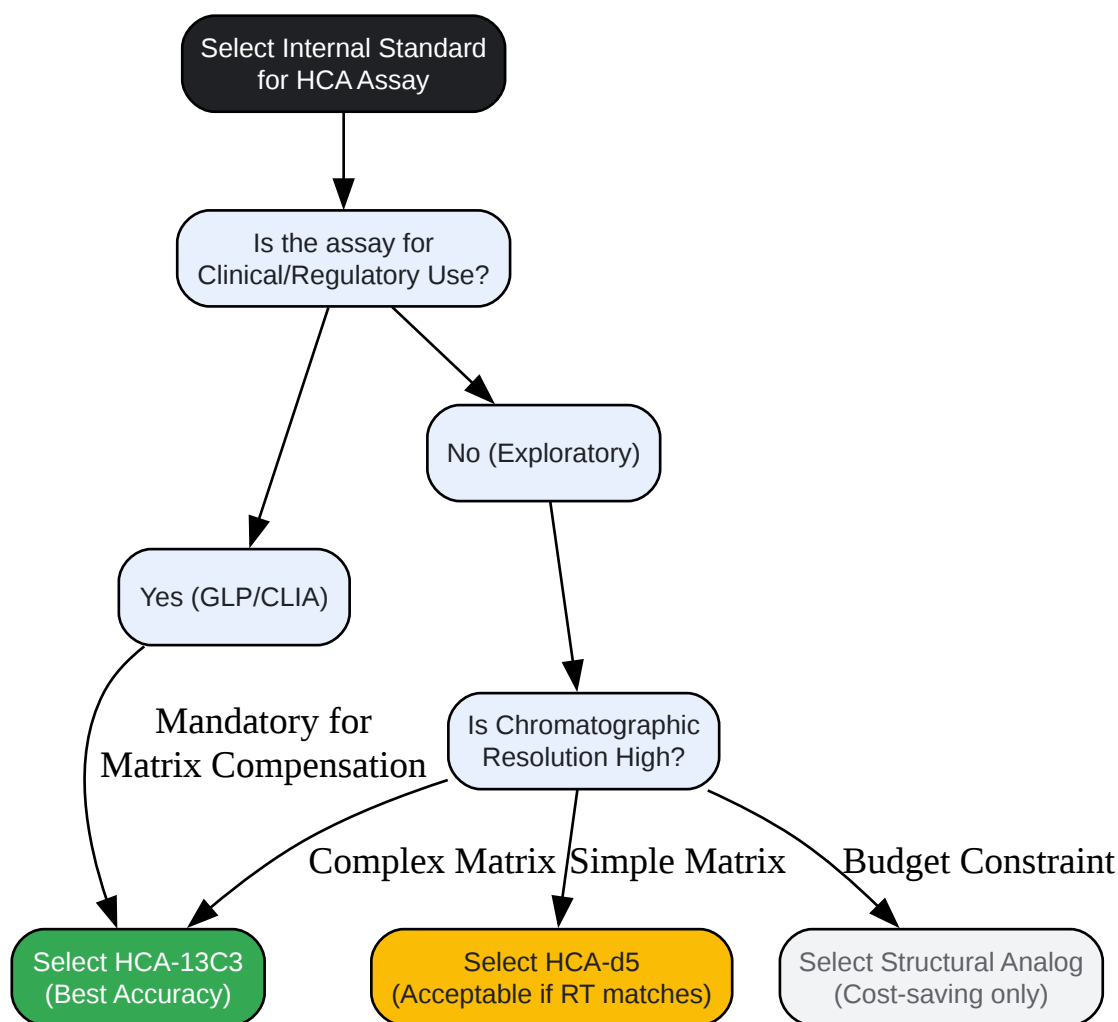 Select Internal Standard
for HCA Assay
Is the assay for
Clinical/Regulatory Use?
No (Exploratory)
Yes (GLP/CLIA)
Mandatory for
Matrix Compensation
Is Chromatographic
Resolution High?
Complex Matrix
Simple Matrix
Budget Constraint
Select HCA-13C3
(Best Accuracy)
Select HCA-d5
(Acceptable if RT matches)
Select Structural Analog
(Cost-saving only)